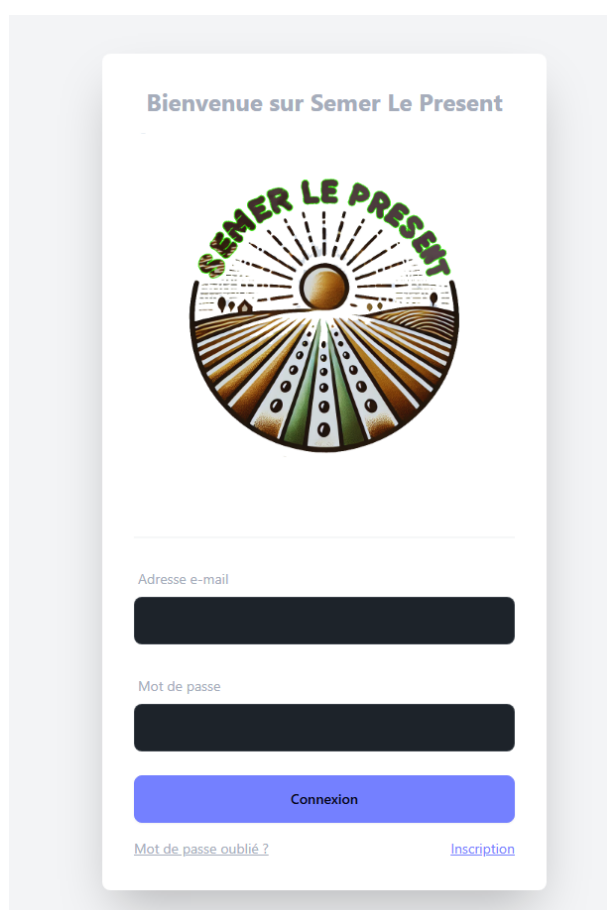 Bienvenue sur Semer Le Present
SEMER LE PRESENT
Adresse e-mail
Mot de passe
Connexion
Mot de passe oublié ?
Inscription